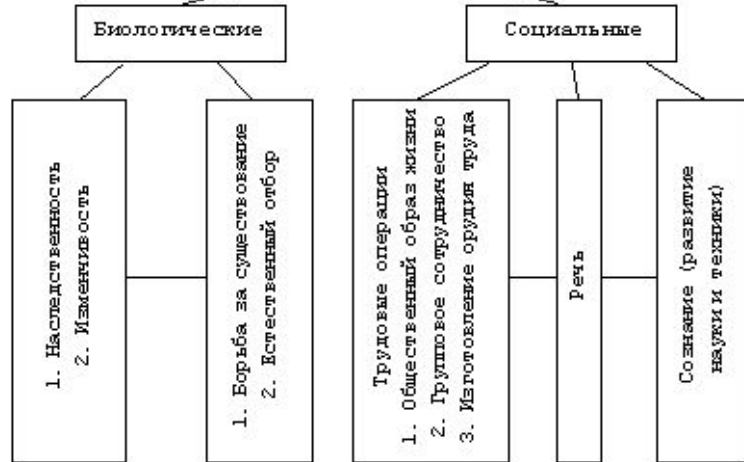 Биологические
Социальные
1. Наследственность
2. Изменчивость
1. Борьба за существование
2. Естественный отбор
Трудовые операции
1. Общественный образ жизни
2. Групповое сотрудничество
3. Изготовление орудин труда
Речь
Сознание (развитие
науки и техники)